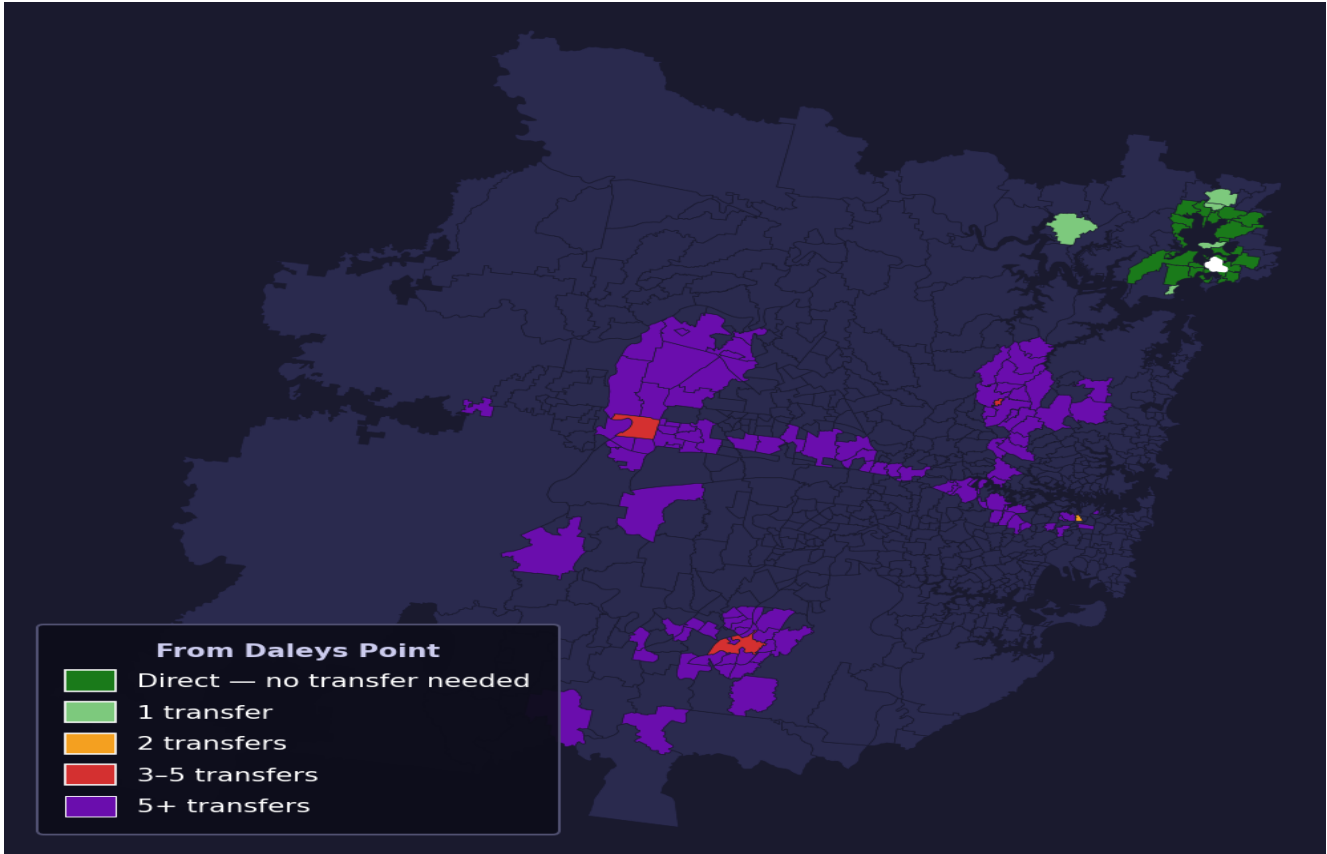 From Daleys Point
Direct — no transfer needed
1 transfer
2 transfers
3–5 transfers
5+ transfers